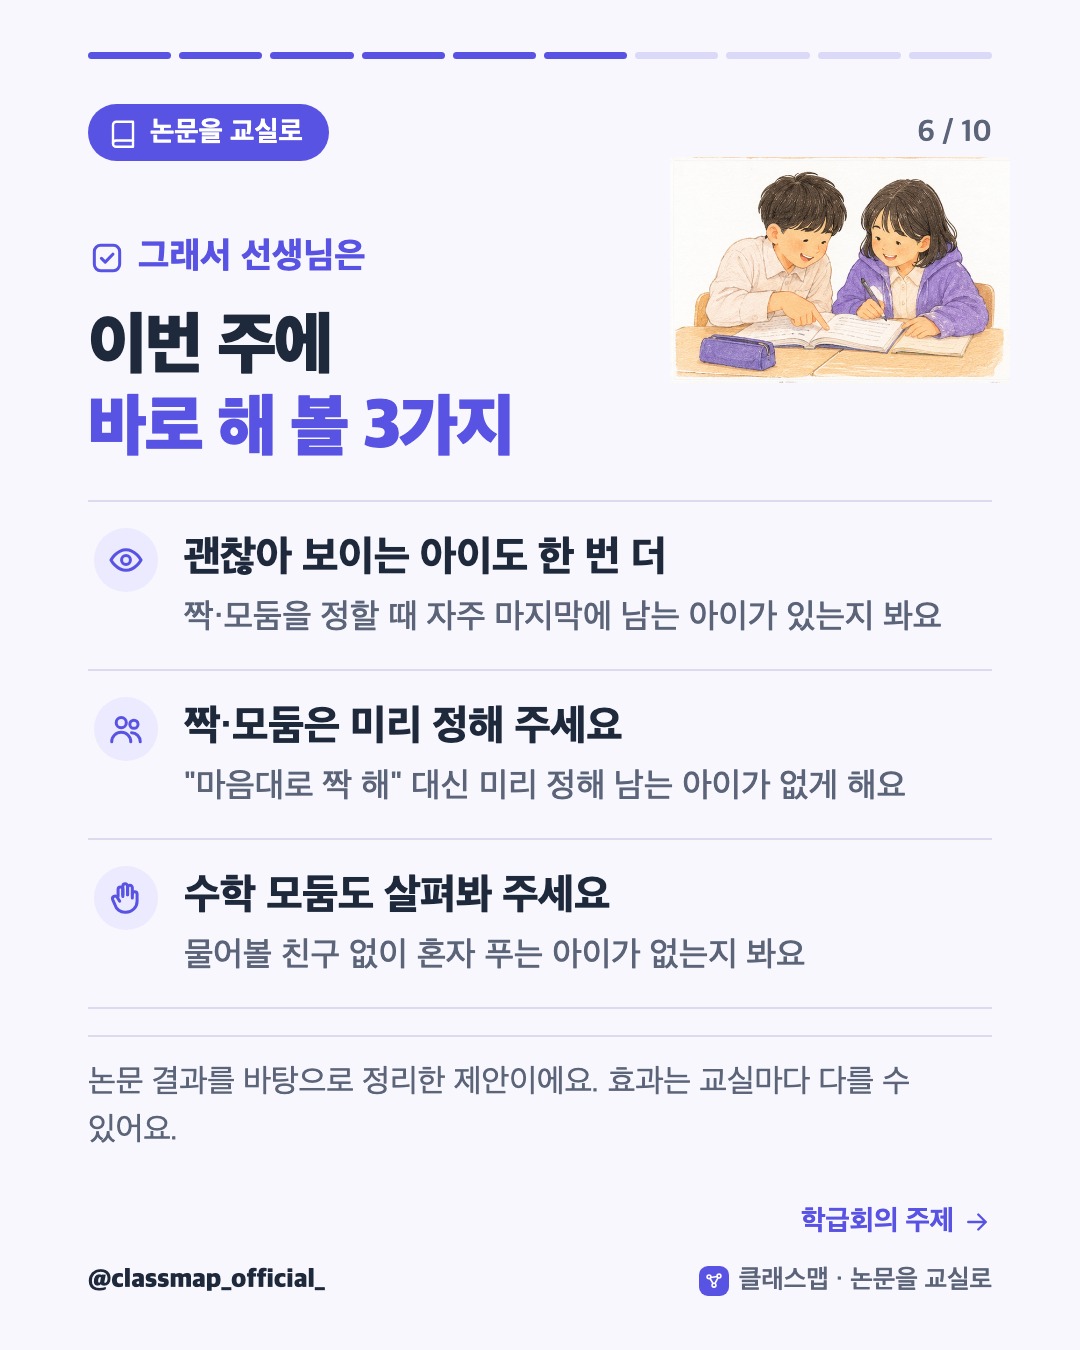 논문을 교실로
6 / 10
그래서 선생님은
이번 주에
바로 해 볼 3가지
괜찮아 보이는 아이도 한 번 더
짝·모둠을 정할 때 자주 마지막에 남는 아이가 있는지 봐요
짝·모둠은 미리 정해 주세요
"마음대로 짝 해" 대신 미리 정해 남는 아이가 없게 해요
수학 모둠도 살펴봐 주세요
물어볼 친구 없이 혼자 푸는 아이가 없는지 봐요
논문 결과를 바탕으로 정리한 제안이에요. 효과는 교실마다 다를 수
있어요.
학급회의 주제 →
@classmap_official_
클래스맵 · 논문을 교실로